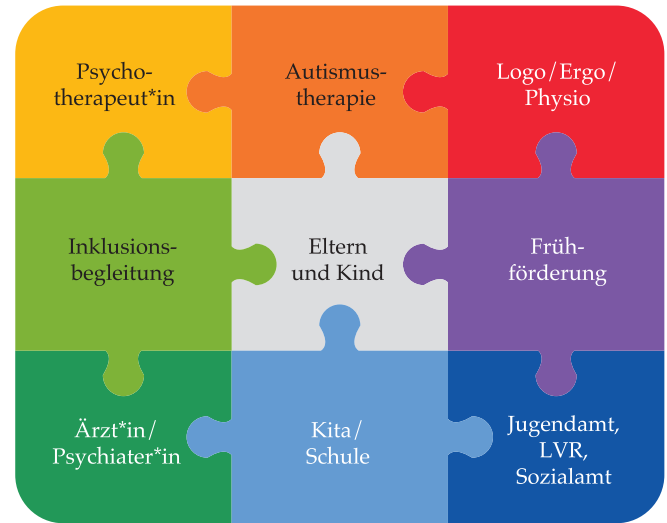 Psycho-
therapeut*in
Autismus-
therapie
Logo/Ergo/
Physio
Inklusions-
begleitung
Eltern
und Kind
Früh-
förderung
Ärzt*in/
Psychiater*in
Kita/
Schule
Jugendamt,
LVR,
Sozialamt